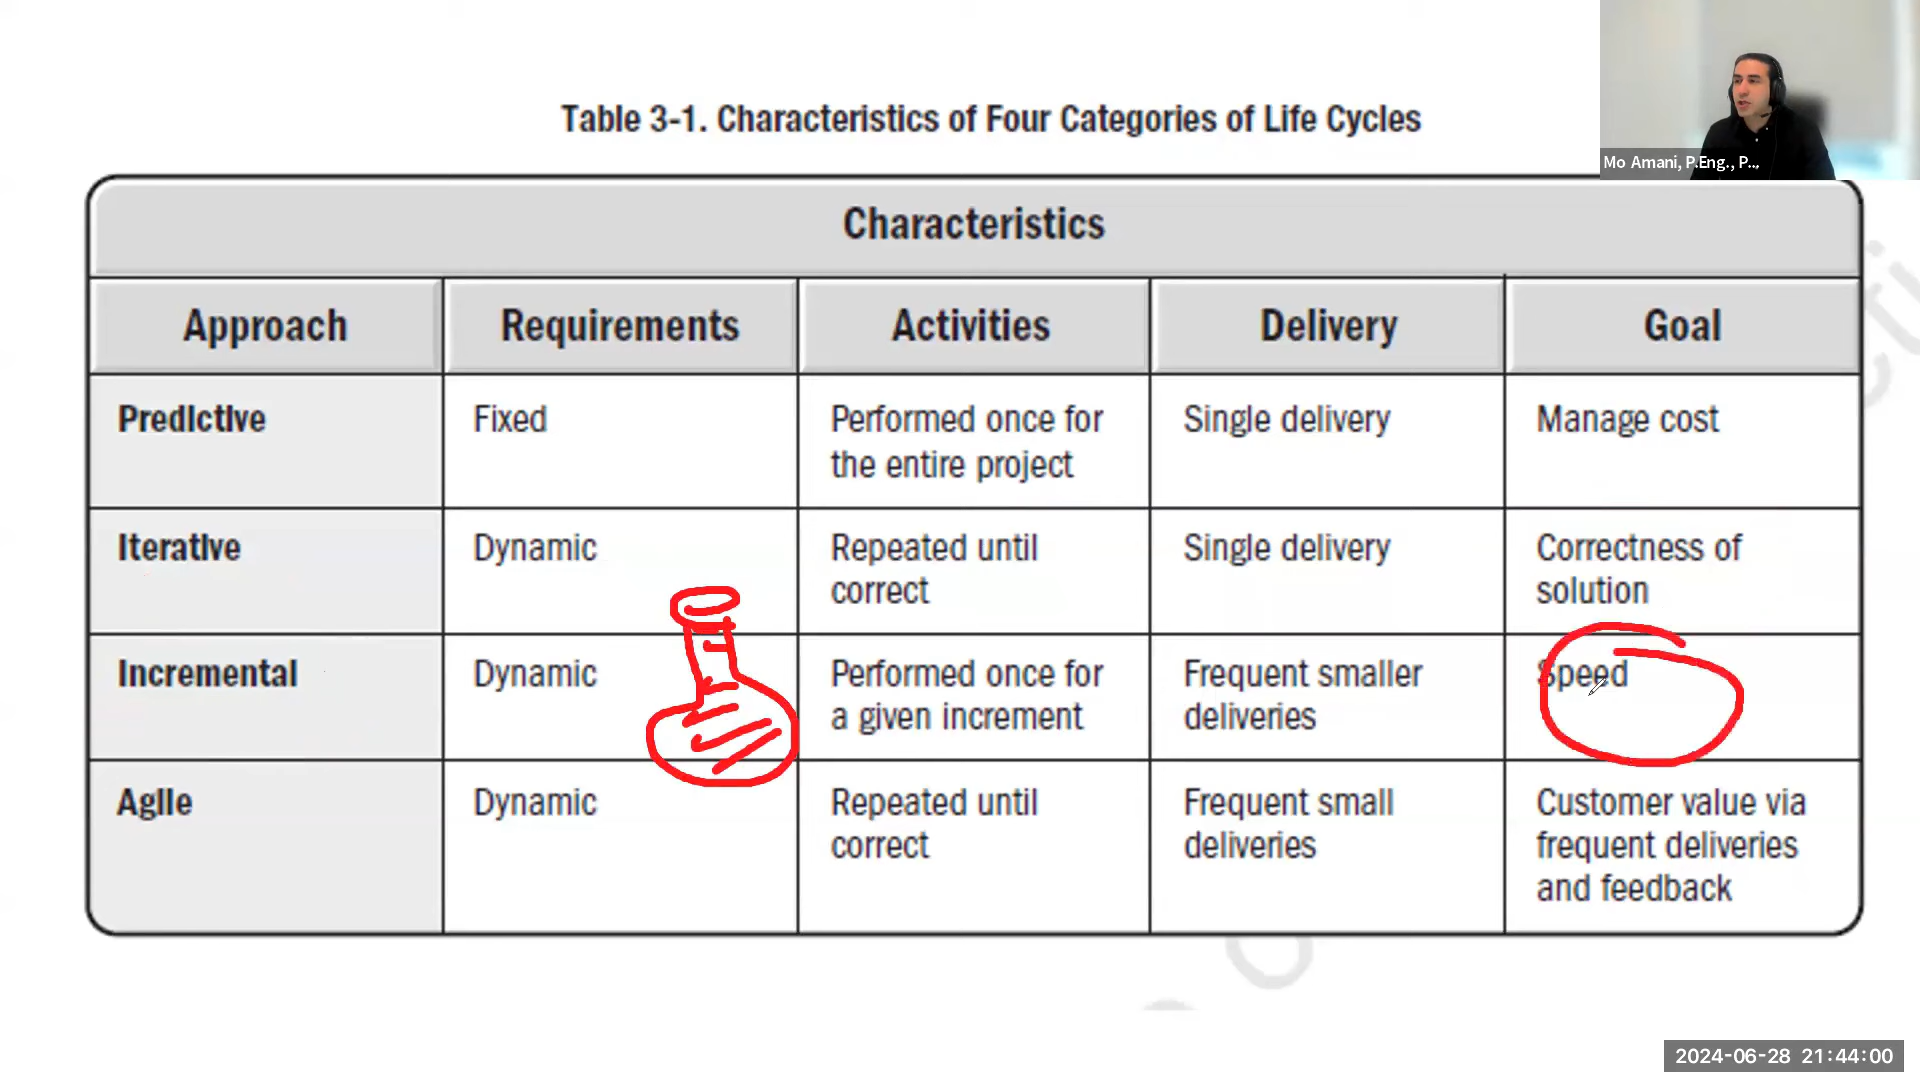 Mo Amani, P.Eng., P...
Table 3-1. Characteristics of Four Categories of Life Cycles
Characteristics
Approach Requirements Activities Delivery Goal
Predictive Fixed Performed once for Single delivery Manage cost
the entire project
Iterative Dynamic Repeated until Single delivery Correctness of
correct solution
Incremental Dynamic Performed once for Frequent smaller Speed
a given increment deliveries
Agile Dynamic Repeated until Frequent small Customer value via
correct deliveries frequent deliveries
and feedback
2024-06-28 21:44:00